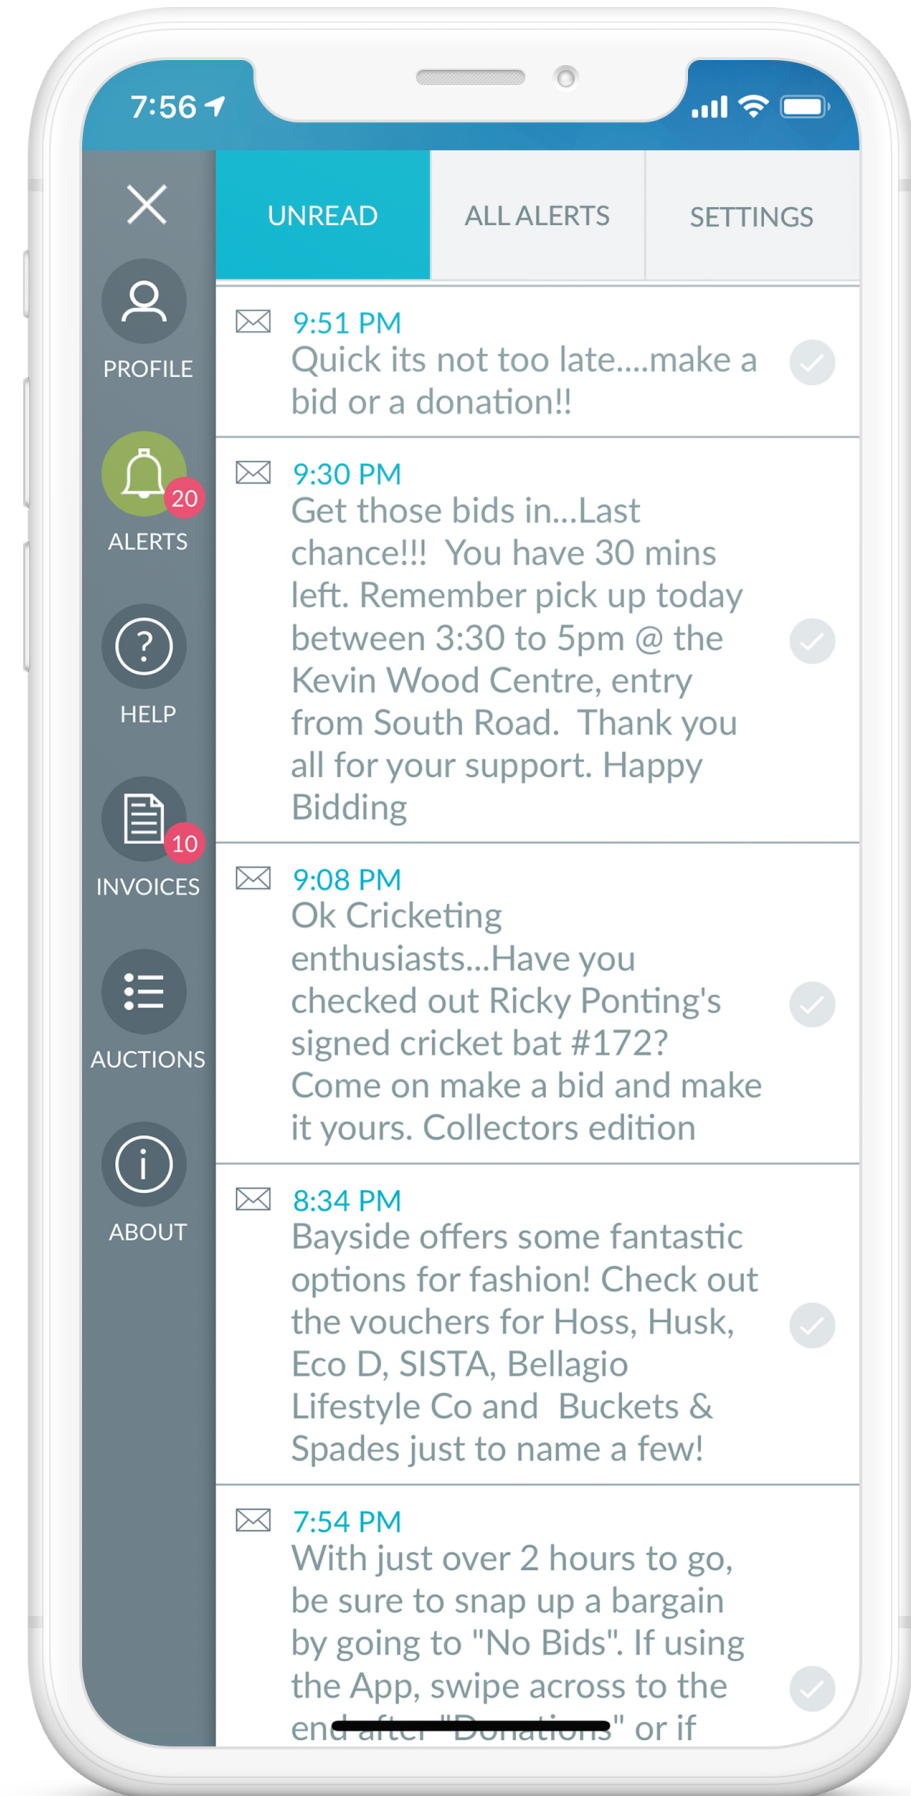 7:56
UNREAD
ALL ALERTS
SETTINGS
PROFILE
20
ALERTS
?
HELP
10
INVOICES
AUCTIONS
i
ABOUT
9:51 PM
Quick its not too late....make a
bid or a donation!!
9:30 PM
Get those bids in...Last
chance!!!  You have 30 mins
left. Remember pick up today
between 3:30 to 5pm @ the
Kevin Wood Centre, entry
from South Road.  Thank you
all for your support. Happy
Bidding
9:08 PM
Ok Cricketing
enthusiasts...Have you
checked out Ricky Ponting's
signed cricket bat #172?
Come on make a bid and make
it yours. Collectors edition
8:34 PM
Bayside offers some fantastic
options for fashion! Check out
the vouchers for Hoss, Husk,
Eco D, SISTA, Bellagio
Lifestyle Co and  Buckets &
Spades just to name a few!
7:54 PM
With just over 2 hours to go,
be sure to snap up a bargain
by going to "No Bids". If using
the App, swipe across to the
end after "Donations" or if